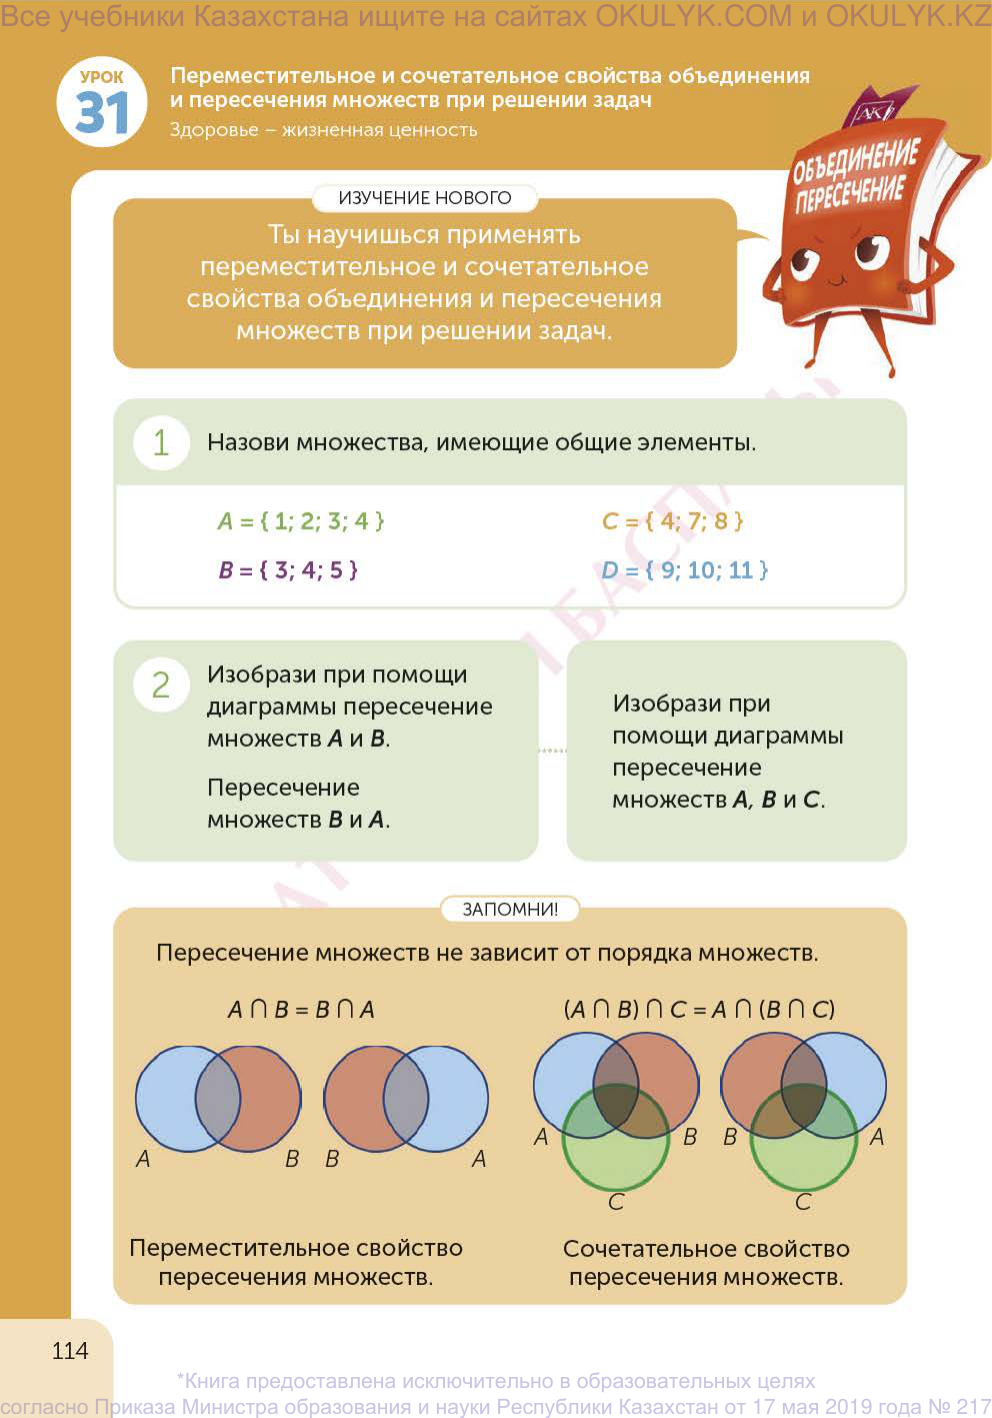 Все учебники Казахстана ищите на сайтах OKULYK.COM и OKULYK.KZ
УРОК
31
Переместительное и сочетательное свойства объединения
и пересечения множеств при решении задач
Здоровье – жизненная ценность
АК
ОБЪЕДИНЕНИЕ
ПЕРЕСЕЧЕНИЕ
ИЗУЧЕНИЕ НОВОГО
Ты научишься применять
переместительное и сочетательное
свойства объединения и пересечения
множеств при решении задач.
1
Назови множества, имеющие общие элементы.
A = { 1; 2; 3; 4 }
C = { 4; 7; 8 }
B = { 3; 4; 5 }
D = { 9; 10; 11 }
2
Изобрази при помощи
диаграммы пересечение
множеств A и B.
Пересечение
множеств B и A.
Изобрази при
помощи диаграммы
пересечение
множеств A, B и C.
ЗАПОМНИ!
Пересечение множеств не зависит от порядка множеств.
A ∩ B = B ∩ A
(A ∩ B) ∩ C = A ∩ (B ∩ C)
A B B A
A B B A
C C
Переместительное свойство
пересечения множеств.
Сочетательное свойство
пересечения множеств.
114
*Книга предоставлена исключительно в образовательных целях
согласно Приказа Министра образования и науки Республики Казахстан от 17 мая 2019 года № 217